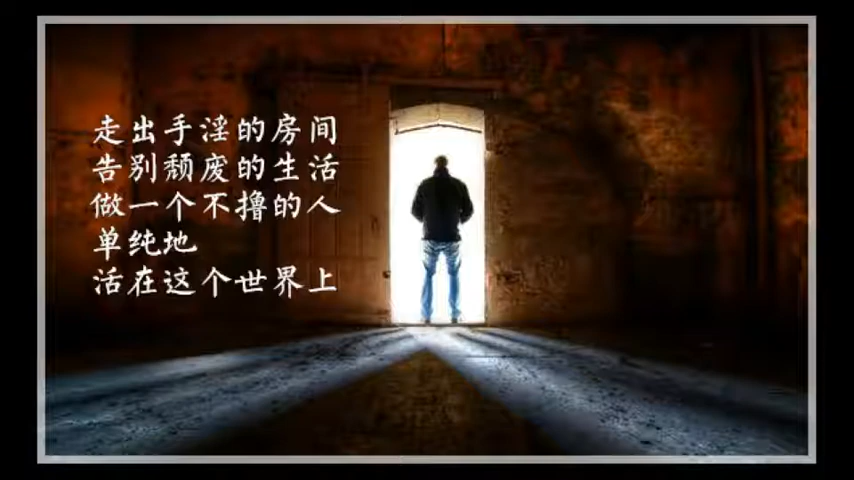 走出手淫的房间
告别颓废的生活
做一个不撸的人
单纯地
活在这个世界上